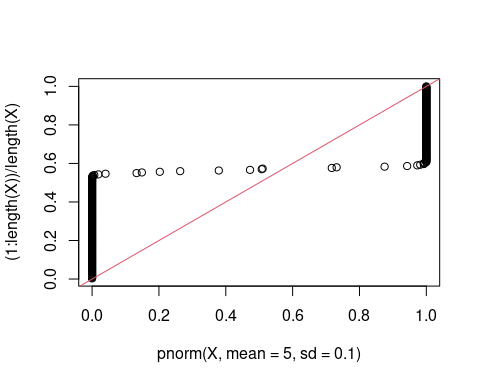 (1:length(X))/length(X)
1.0
0.8
0.6
0.4
0.2
0.0
0.0 0.2 0.4 0.6 0.8 1.0
pnorm(X, mean = 5, sd = 0.1)